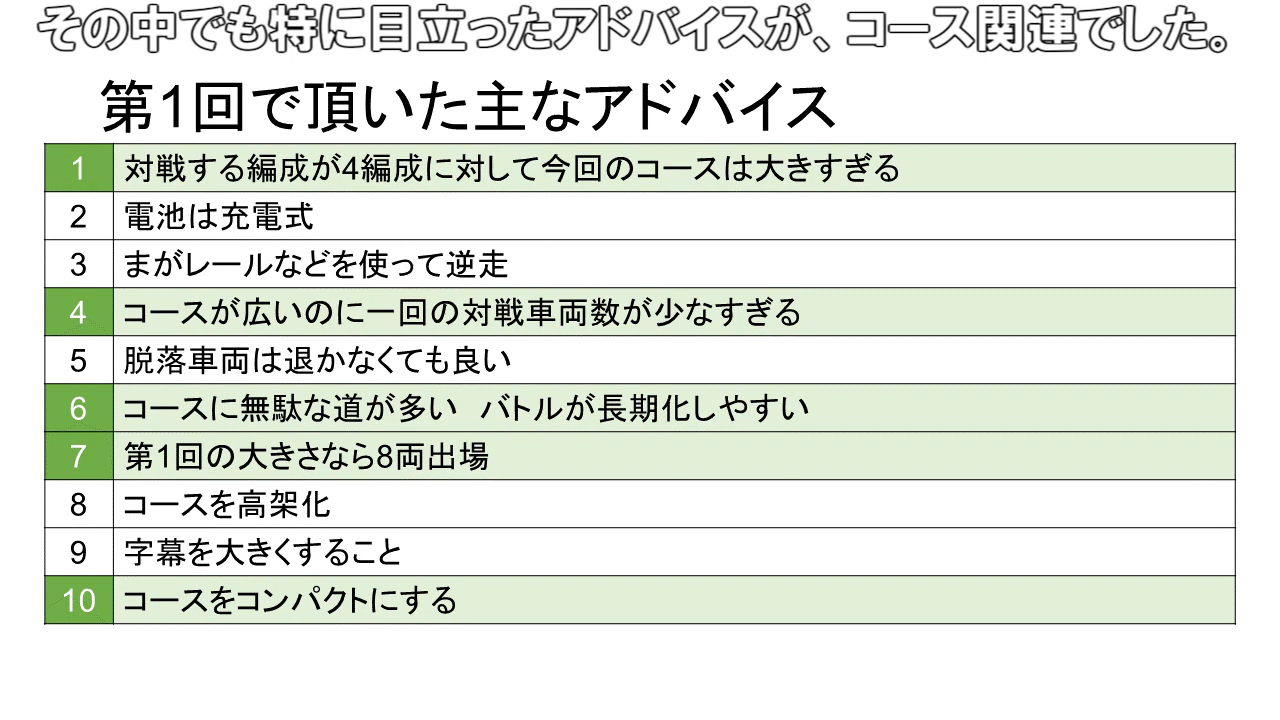 その中でも特に目立ったアドバイスが、コース関連でした。
第1回で頂いた主なアドバイス
1 対戦する編成が4編成に対して今回のコースは大きすぎる
2 電池は充電式
3 まがレールなどを使って逆走
4 コースが広いのに一回の対戦車両数が少なすぎる
5 脱落車両は退かなくても良い
6 コースに無駄な道が多い　バトルが長期化しやすい
7 第1回の大きさなら8両出場
8 コースを高架化
9 字幕を大きくすること
10 コースをコンパクトにする